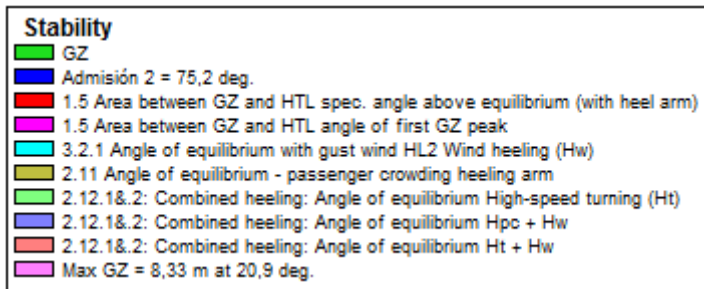 Stability
GZ
Admisión 2 = 75,2 deg.
1.5 Area between GZ and HTL spec. angle above equilibrium (with heel arm)
1.5 Area between GZ and HTL angle of first GZ peak
3.2.1 Angle of equilibrium with gust wind HL2 Wind heeling (Hw)
2.11 Angle of equilibrium - passenger crowding heeling arm
2.12.1&.2: Combined heeling: Angle of equilibrium High-speed turning (Ht)
2.12.1&.2: Combined heeling: Angle of equilibrium Hpc + Hw
2.12.1&.2: Combined heeling: Angle of equilibrium Ht + Hw
Max GZ = 8,33 m at 20,9 deg.